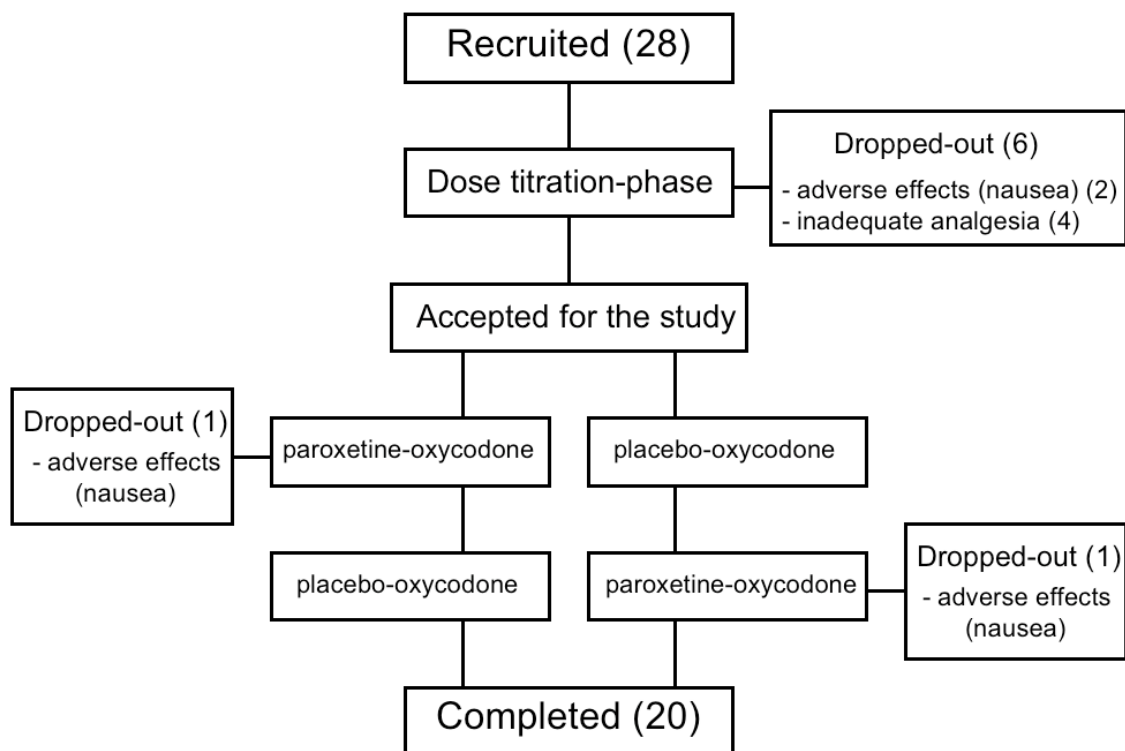 Recruited (28)
Dose titration-phase
Dropped-out (6)
- adverse effects (nausea) (2)
- inadequate analgesia (4)
Accepted for the study
Dropped-out (1)
- adverse effects
(nausea)
paroxetine-oxycodone
placebo-oxycodone
placebo-oxycodone
paroxetine-oxycodone
Dropped-out (1)
- adverse effects
(nausea)
Completed (20)